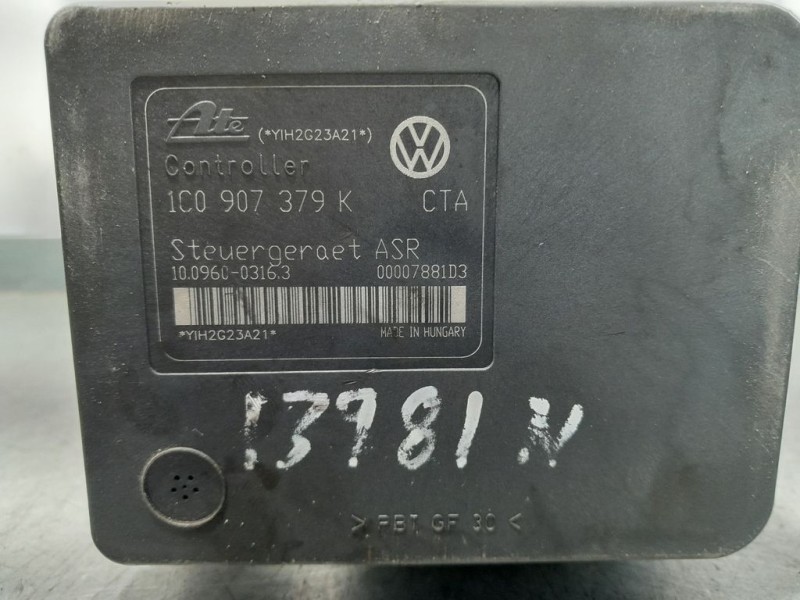 Ate (*YIH2G23A21*)
Controller
1C0 907 379 K CTA
Steuergeraet ASR
10.0960-0316.3 00007881D3
*YIH2G23A21* MADE IN HUNGARY
13981 N
> PBT GF 30 <